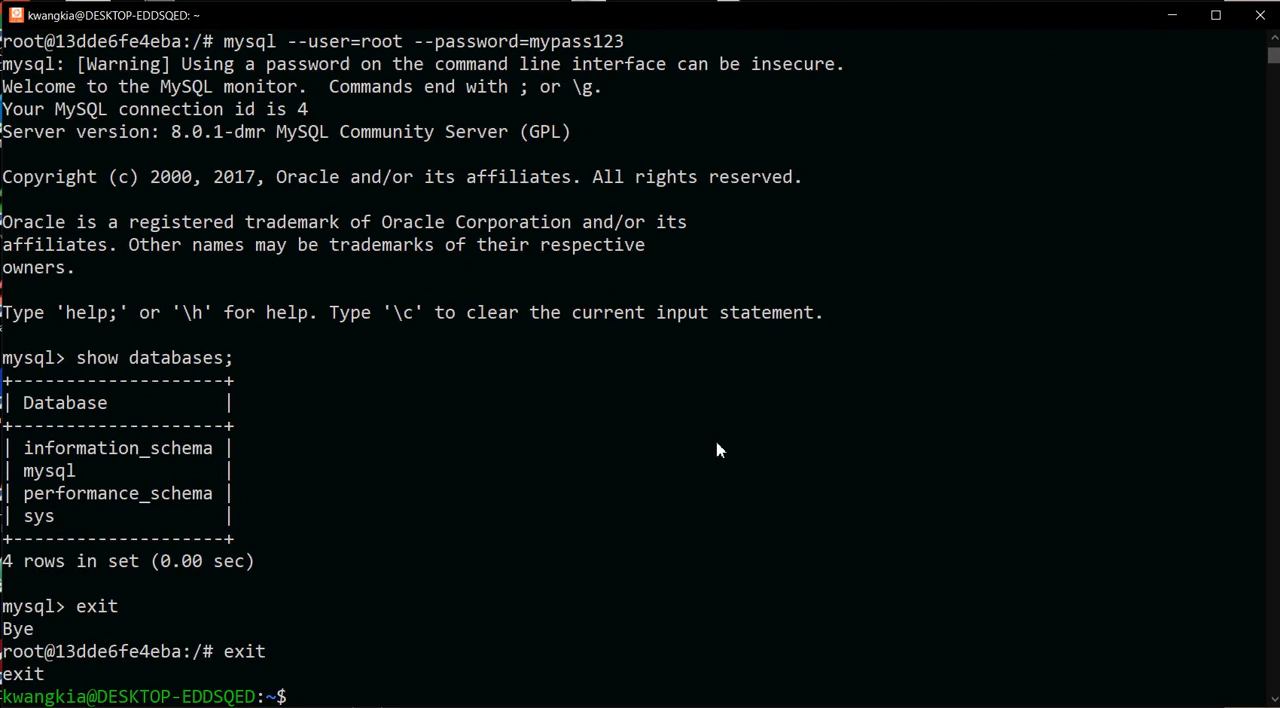 kwangkia@DESKTOP-EDDSQED: ~
root@13dde6fe4eba:/# mysql --user=root --password=mypass123
mysql: [Warning] Using a password on the command line interface can be insecure.
Welcome to the MySQL monitor.  Commands end with ; or \g.
Your MySQL connection id is 4
Server version: 8.0.1-dmr MySQL Community Server (GPL)
Copyright (c) 2000, 2017, Oracle and/or its affiliates. All rights reserved.
Oracle is a registered trademark of Oracle Corporation and/or its
affiliates. Other names may be trademarks of their respective
owners.
Type 'help;' or '\h' for help. Type '\c' to clear the current input statement.
mysql> show databases;
+--------------------+
| Database           |
+--------------------+
| information_schema |
| mysql              |
| performance_schema |
| sys                |
+--------------------+
4 rows in set (0.00 sec)
mysql> exit
Bye
root@13dde6fe4eba:/# exit
exit
kwangkia@DESKTOP-EDDSQED:~$